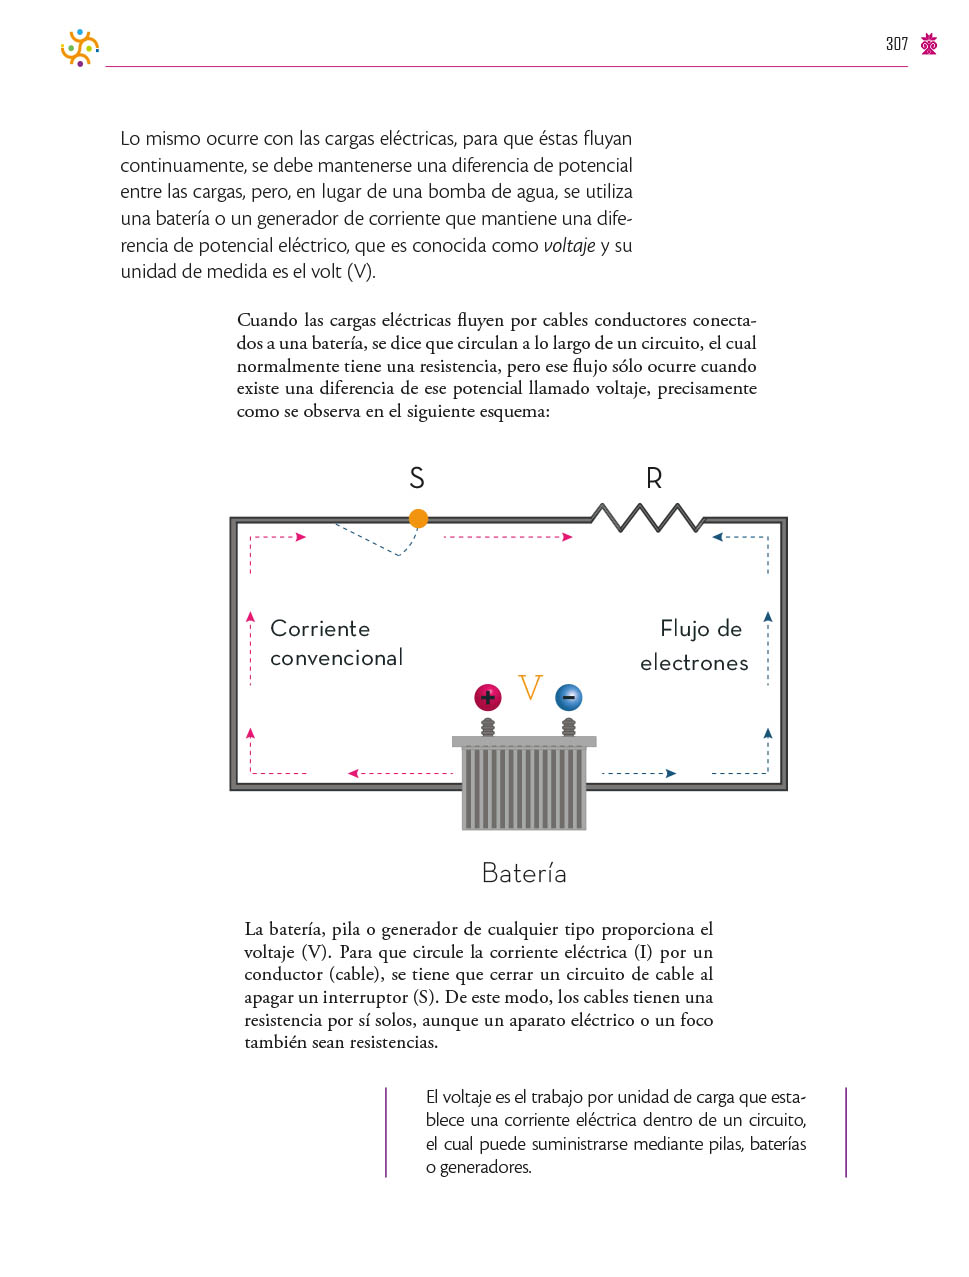 307
Lo mismo ocurre con las cargas eléctricas, para que éstas fluyan
continuamente, se debe mantenerse una diferencia de potencial
entre las cargas, pero, en lugar de una bomba de agua, se utiliza
una batería o un generador de corriente que mantiene una dife-
rencia de potencial eléctrico, que es conocida como voltaje y su
unidad de medida es el volt (V).
Cuando las cargas eléctricas fluyen por cables conductores conecta-
dos a una batería, se dice que circulan a lo largo de un circuito, el cual
normalmente tiene una resistencia, pero ese flujo sólo ocurre cuando
existe una diferencia de ese potencial llamado voltaje, precisamente
como se observa en el siguiente esquema:
S
R
Corriente
convencional
Flujo de
electrones
+ V −
Batería
La batería, pila o generador de cualquier tipo proporciona el
voltaje (V). Para que circule la corriente eléctrica (I) por un
conductor (cable), se tiene que cerrar un circuito de cable al
apagar un interruptor (S). De este modo, los cables tienen una
resistencia por sí solos, aunque un aparato eléctrico o un foco
también sean resistencias.
El voltaje es el trabajo por unidad de carga que esta-
blece una corriente eléctrica dentro de un circuito,
el cual puede suministrarse mediante pilas, baterías
o generadores.